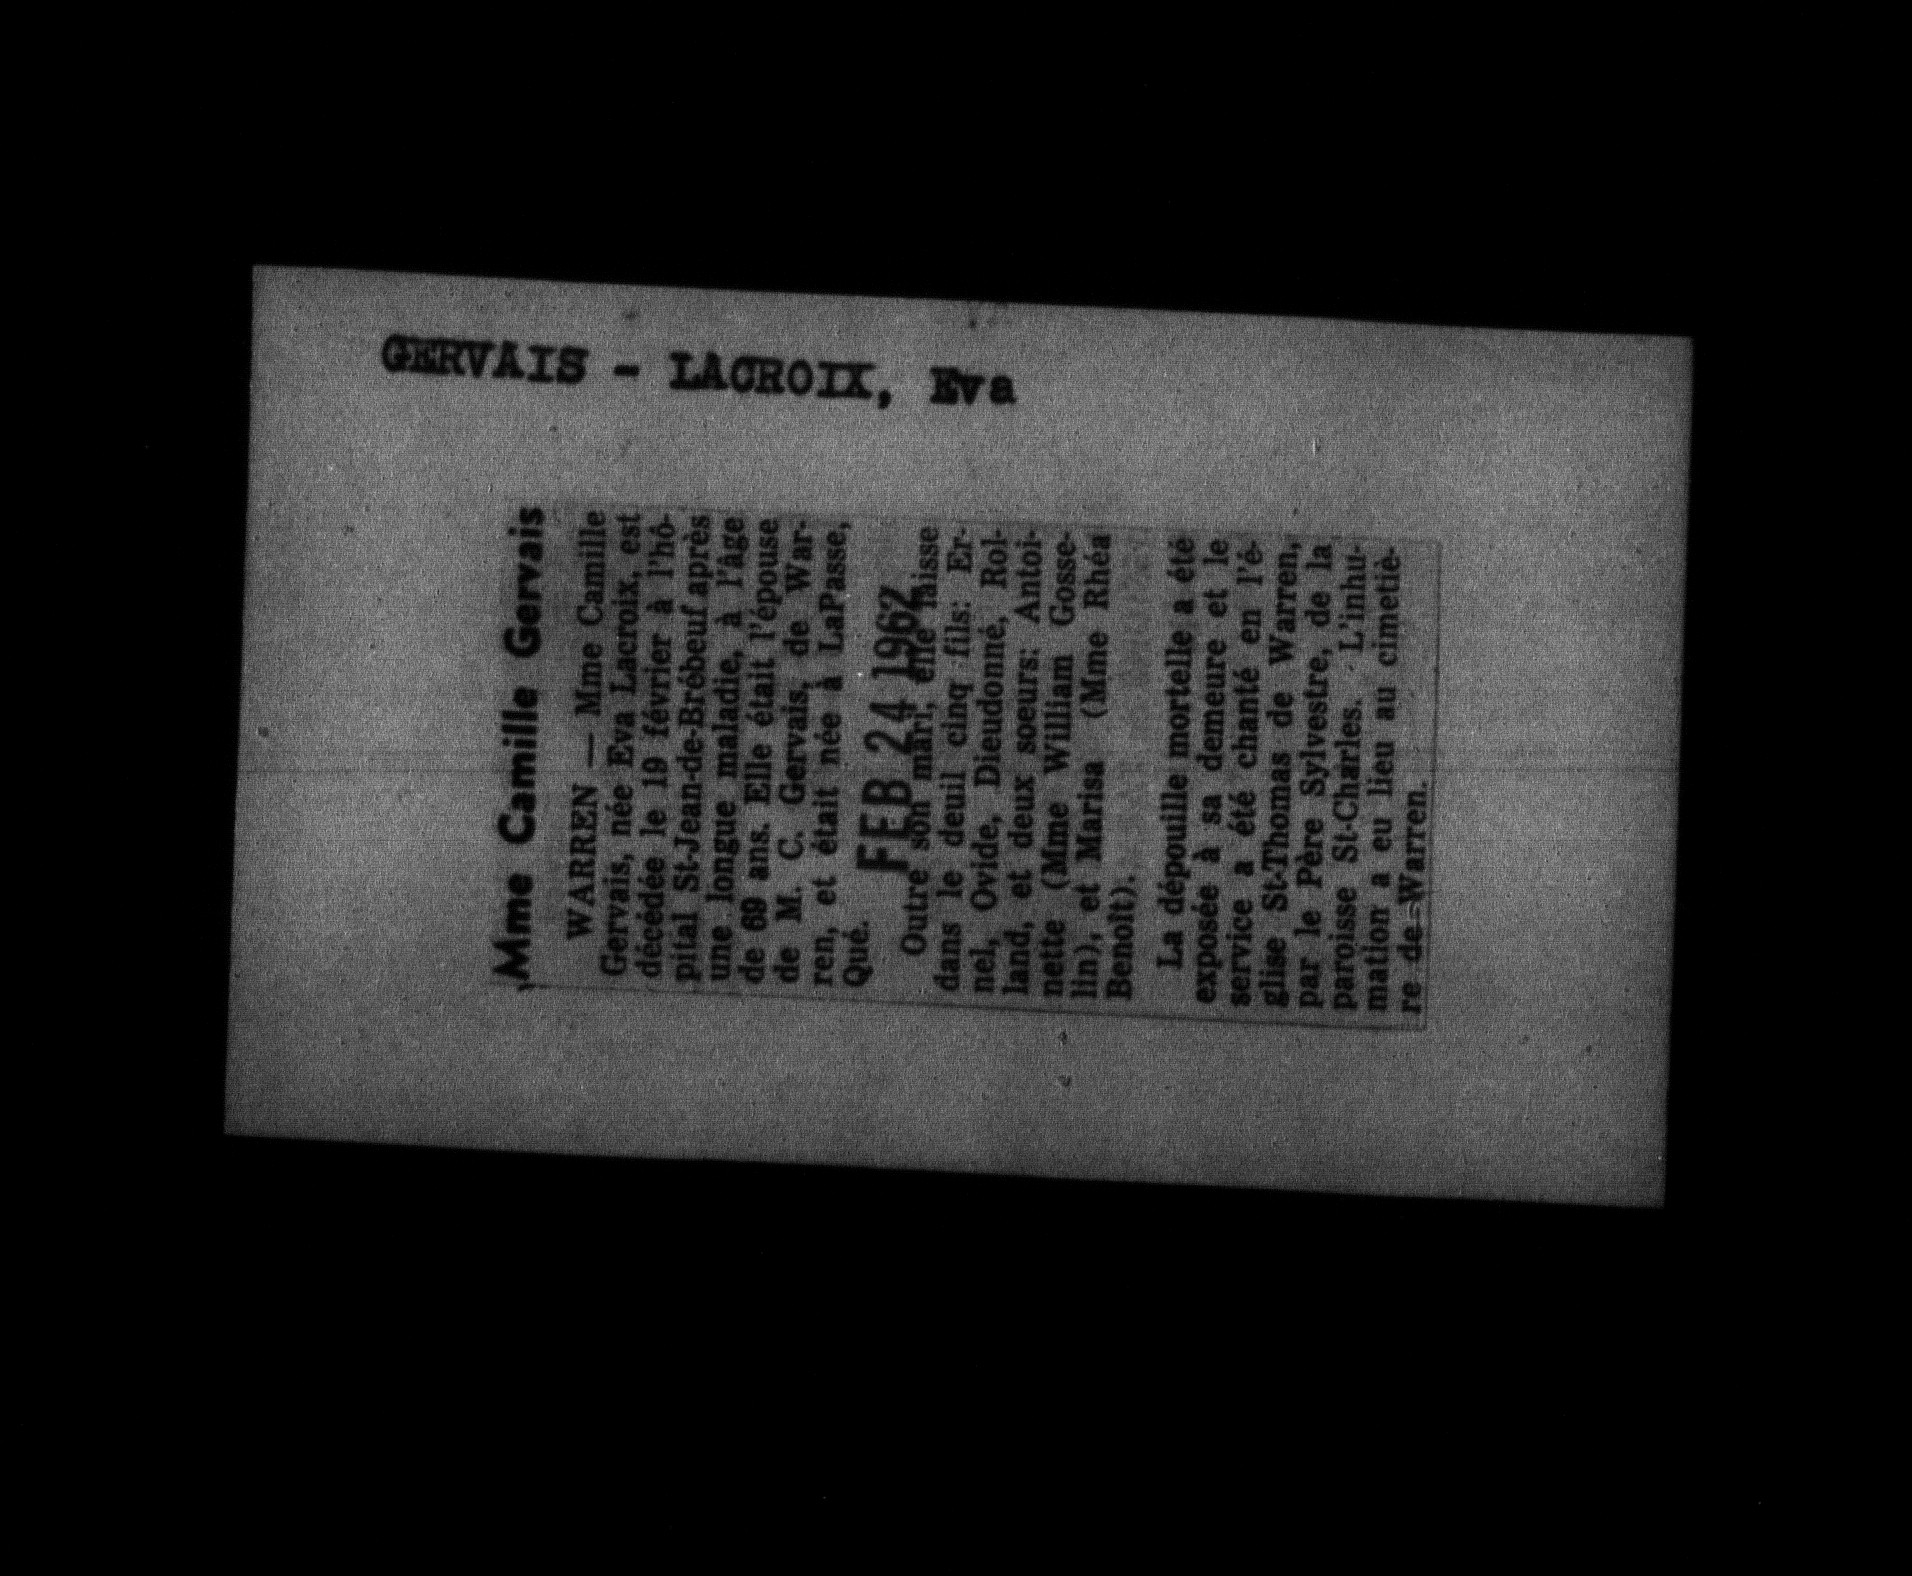 GERVAIS - LACROIX, Eva
Mme Camille Gervais
WARREN — Mme Camille
Gervais, née Eva Lacroix, est
décédée le 19 février à l'hô-
pital St-Jean-de-Brébeuf après
une longue maladie, à l'âge
de 69 ans. Elle était l'épouse
de M. C. Gervais, de War-
ren, et était née à LaPasse,
Qué.
FEB 24 1962
Outre son mari, elle laisse
dans le deuil cinq fils: Er-
nel, Ovide, Dieudonné, Rol-
land, et deux soeurs: Antoi-
nette (Mme William Gosse-
lin), et Marisa (Mme Rhéa
Benoît).
La dépouille mortelle a été
exposée à sa demeure et le
service a été chanté en l'é-
glise St-Thomas de Warren,
par le Père Sylvestre, de la
paroisse St-Charles. L'inhu-
mation a eu lieu au cimetiè-
re de Warren.